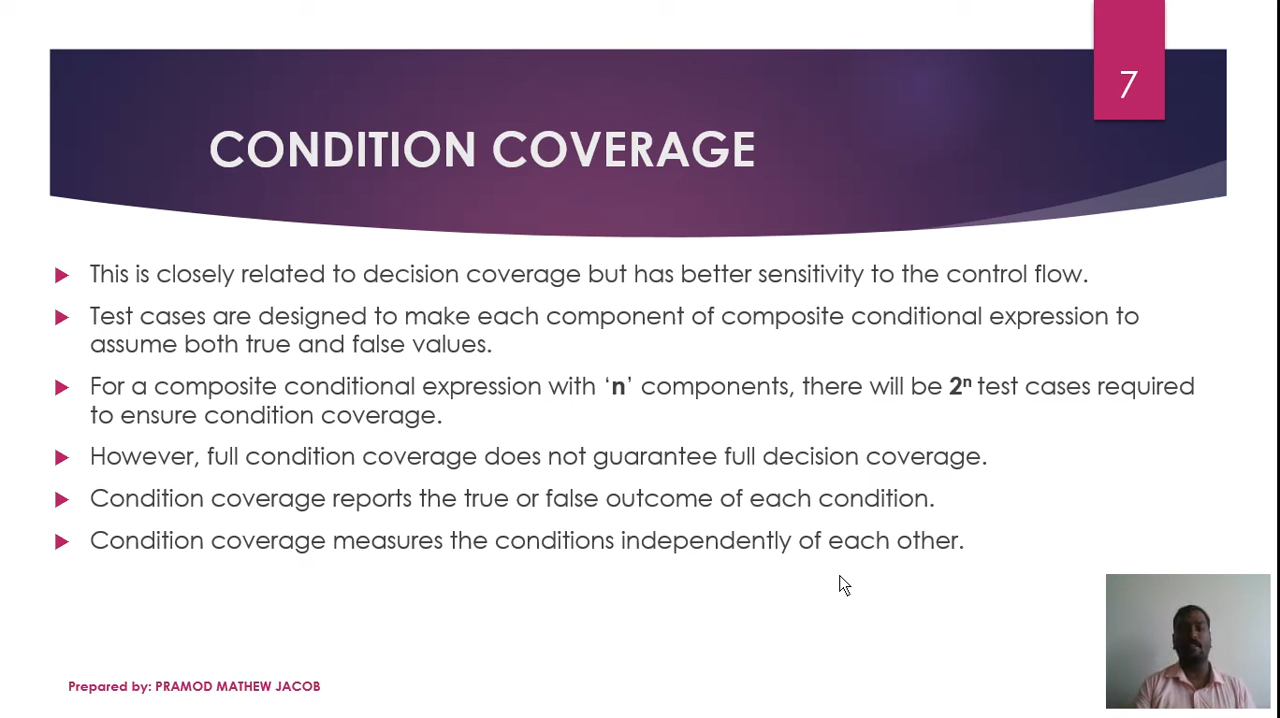 7
CONDITION COVERAGE
This is closely related to decision coverage but has better sensitivity to the control flow.
Test cases are designed to make each component of composite conditional expression to
assume both true and false values.
For a composite conditional expression with ‘n’ components, there will be 2ⁿ test cases required
to ensure condition coverage.
However, full condition coverage does not guarantee full decision coverage.
Condition coverage reports the true or false outcome of each condition.
Condition coverage measures the conditions independently of each other.
Prepared by: PRAMOD MATHEW JACOB